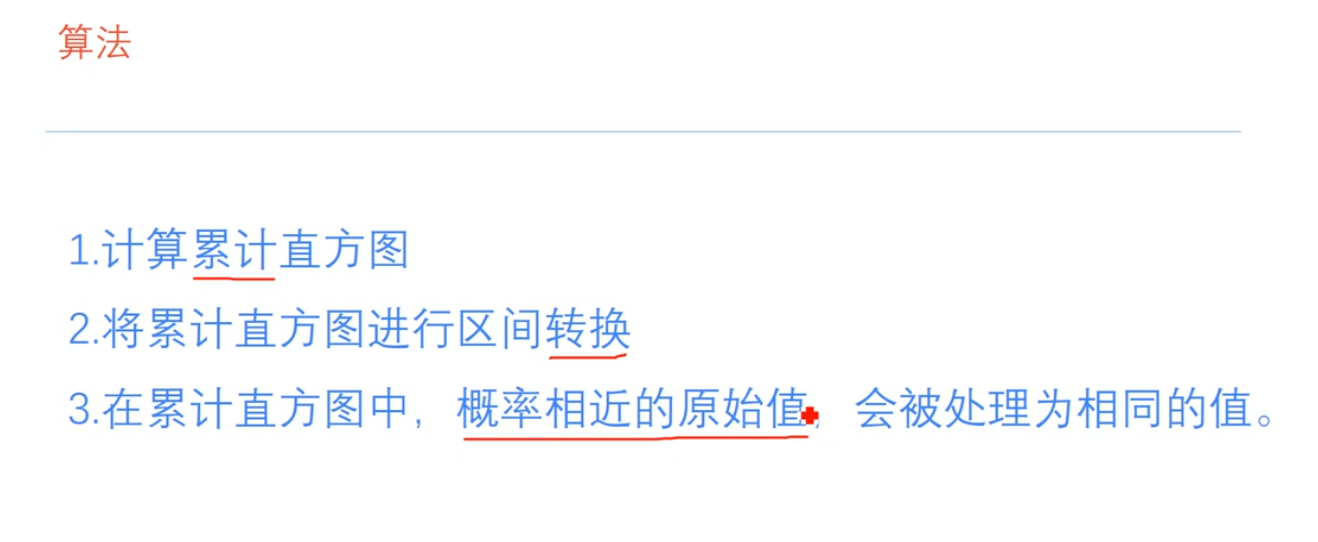 算法
1.计算累计直方图
2.将累计直方图进行区间转换
3.在累计直方图中，概率相近的原始值，会被处理为相同的值。